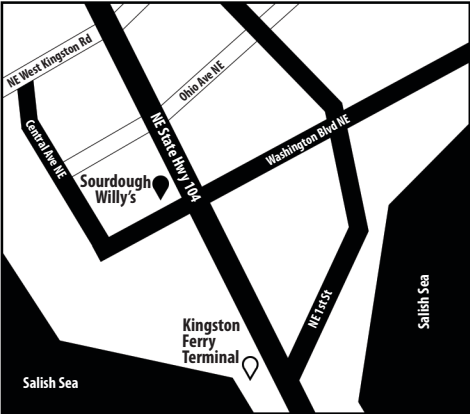 NE West Kingston Rd
Ohio Ave NE
Central Ave NE
NE State Hwy 104
Washington Blvd NE
Sourdough
Willy's
NE 1st St
Salish Sea
Kingston
Ferry
Terminal
Salish Sea